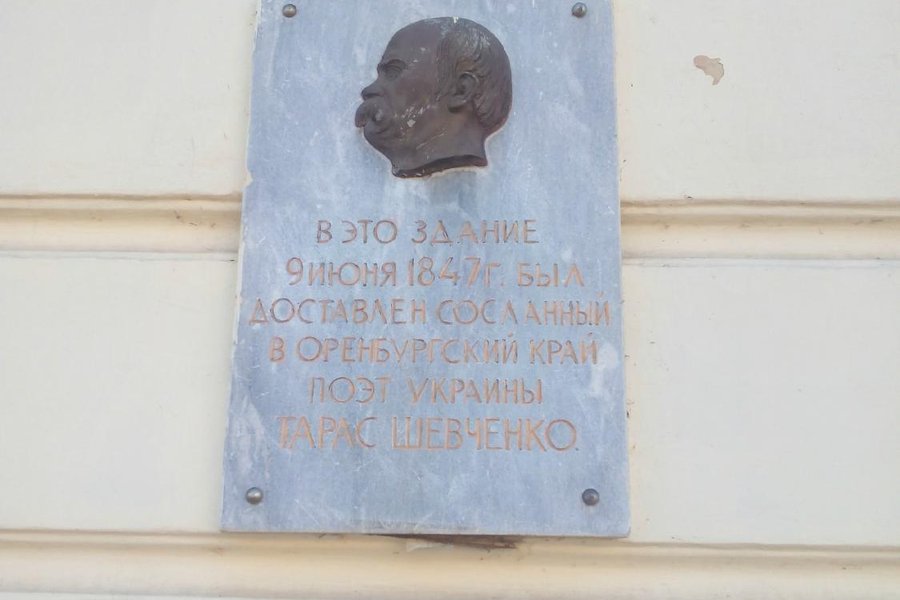 В ЭТО ЗДАНИЕ
9 ИЮНЯ 1847 Г. БЫЛ
ДОСТАВЛЕН СОСЛАННЫЙ
В ОРЕНБУРГСКИЙ КРАЙ
ПОЭТ УКРАИНЫ
ТАРАС ШЕВЧЕНКО.